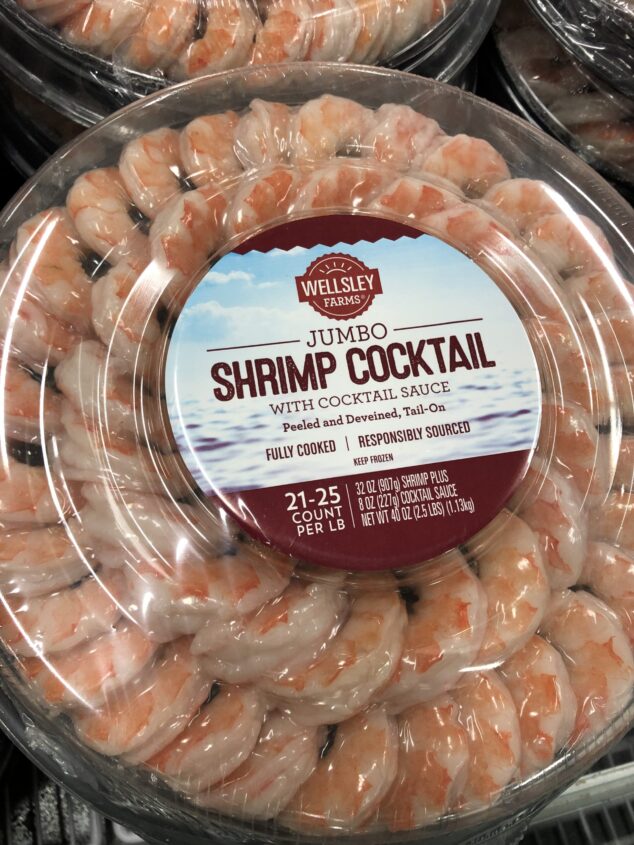 WELLSLEY
FARMS®
JUMBO
SHRIMP COCKTAIL
WITH COCKTAIL SAUCE
Peeled and Deveined, Tail-On
FULLY COOKED | RESPONSIBLY SOURCED
KEEP FROZEN
21-25
COUNT
PER LB
32 OZ (907g) SHRIMP PLUS
8 OZ (227g) COCKTAIL SAUCE
NET WT 40 OZ (2.5 LBS) (1.13kg)